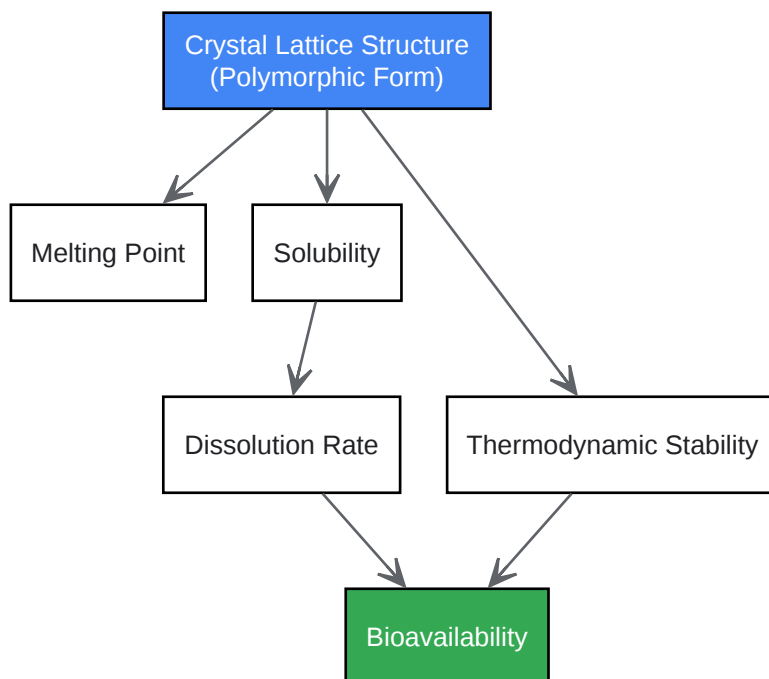 Crystal Lattice Structure
(Polymorphic Form)
Melting Point
Solubility
Dissolution Rate
Thermodynamic Stability
Bioavailability